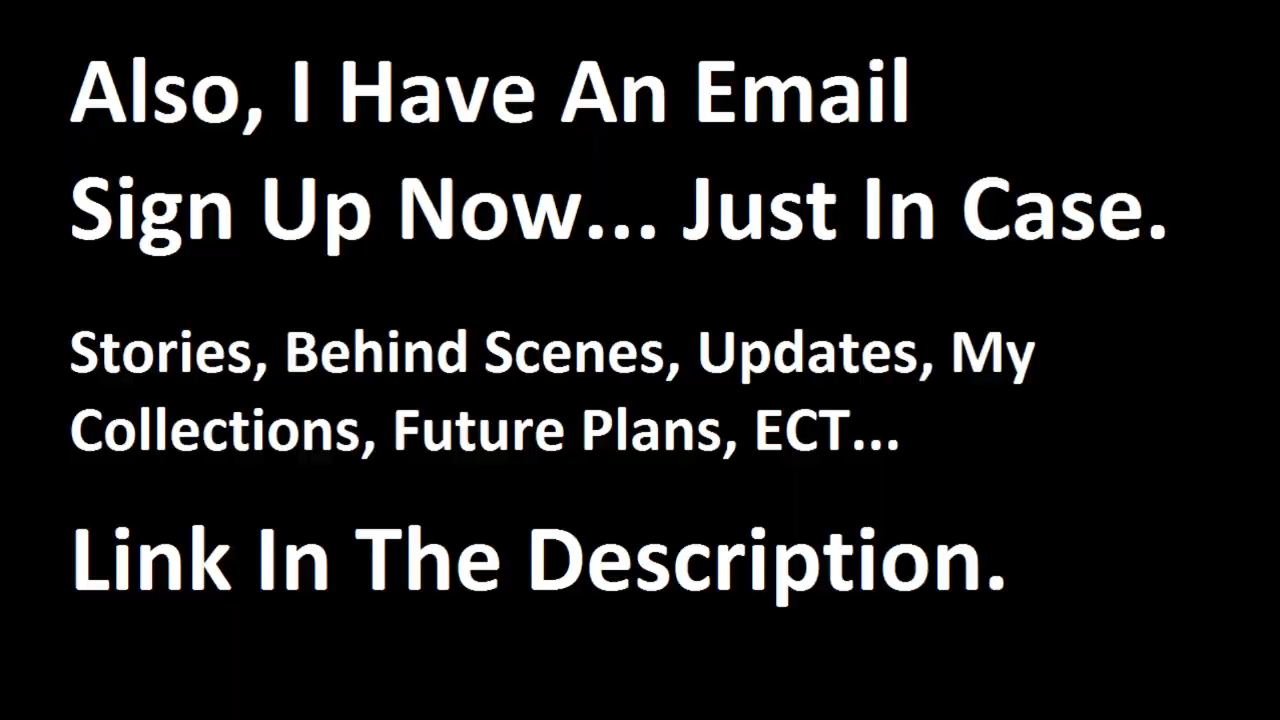 Also, I Have An Email
Sign Up Now... Just In Case.
Stories, Behind Scenes, Updates, My
Collections, Future Plans, ECT...
Link In The Description.